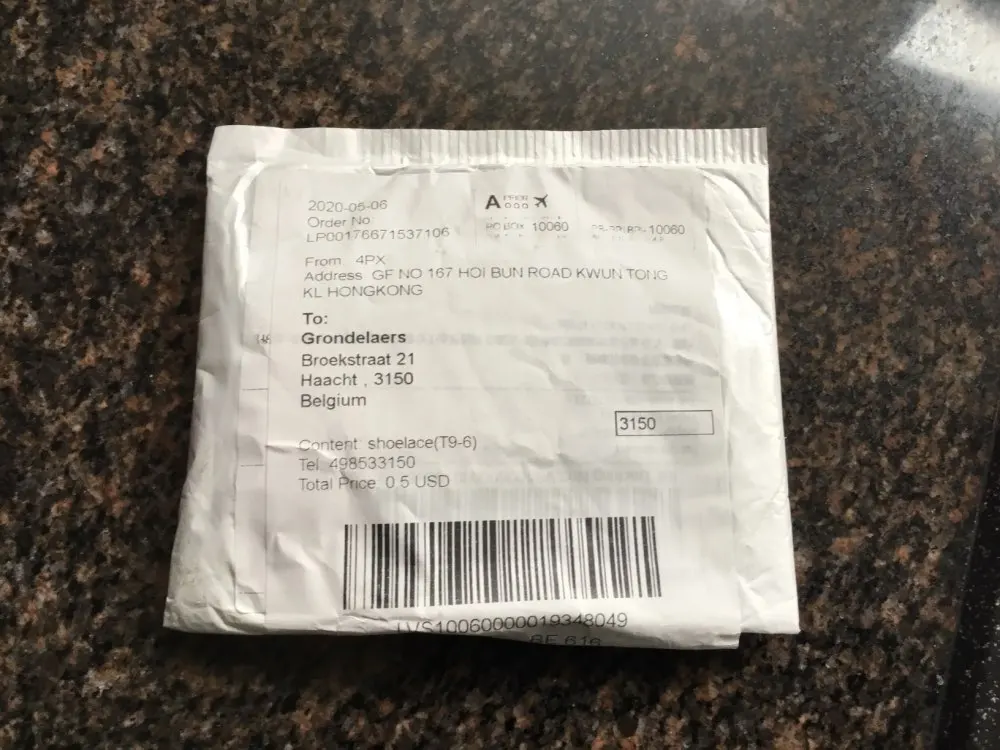 2020-05-06
Order No:
LP00176671537106
A
PO BOX 10060
10060
From: 4PX
Address: GF NO 167 HOI BUN ROAD KWUN TONG
KL HONGKONG
To:
Grondelaers
Broekstraat 21
Haacht , 3150
Belgium
3150
Content: shoelace(T9-6)
Tel: 498533150
Total Price: 0.5 USD
LVS10060000019348049